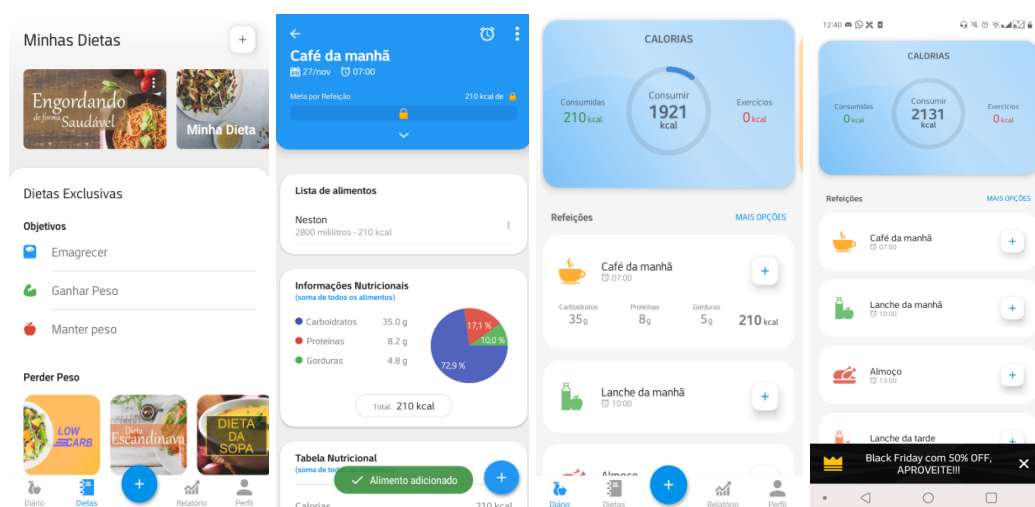 Minhas Dietas
+
Engordando
de forma Saudável
Minha Dieta
Dietas Exclusivas
Objetivos
Emagrecer
Ganhar Peso
Manter peso
Perder Peso
LOW
CARB
Dieta
Escandinava
DIETA
DA
SOPA
Diário
Dietas
+
Relatório
Perfil
Café da manhã
27/nov 07:00
Meta por Refeição
210 kcal de
Lista de alimentos
Neston
2800 mililitros - 210 kcal
Informações Nutricionais
(soma de todos os alimentos)
Carboidratos 35.0 g
Proteinas 8.2 g
Gorduras 4.8 g
17,1 %
10,0 %
72,9 %
Total: 210 kcal
Tabela Nutricional
(soma de
Alimento adicionado
+
Calorias 210 kcal
CALORIAS
Consumidas
210 kcal
Consumir
1921
kcal
Exercícios
0 kcal
Refeições
MAIS OPÇÕES
Café da manhã
07:00
+
Carboidratos Proteinas Gorduras
35g 8g 5g 210 kcal
Lanche da manhã
10:00
+
Almoço
Diário
Dietas
+
Relatório
Perfil
12:40
CALORIAS
Consumidas
0 kcal
Consumir
2131
kcal
Exercícios
0 kcal
Refeições
MAIS OPÇÕES
Café da manhã
07:00
+
Lanche da manhã
10:00
+
Almoço
13:00
+
Lanche da tarde
Black Friday com 50% OFF,
APROVEITE!!!